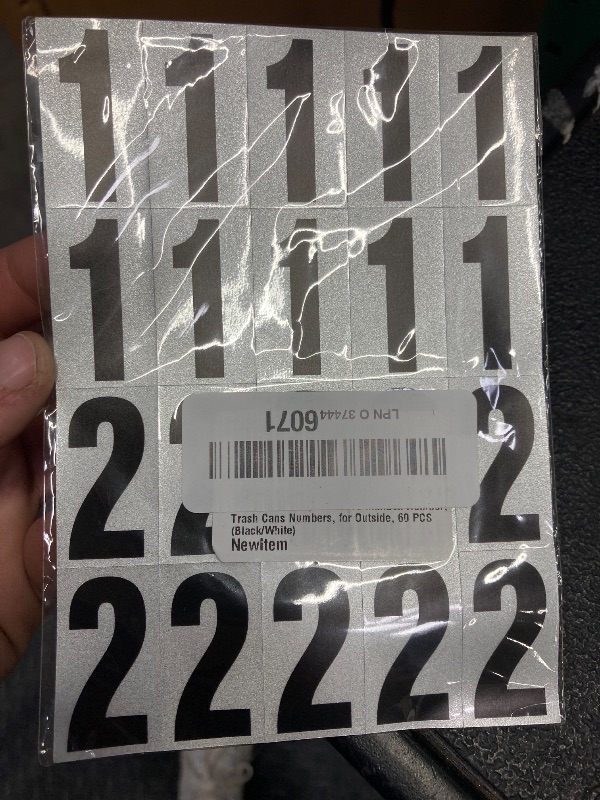 1 1 1 1 1
1 1 1 1 1
2 2 2
LPN O 374446071
Trash Cans Numbers, for Outside, 69 PCS
(Black/White)
NewItem
2 2 2 2 2